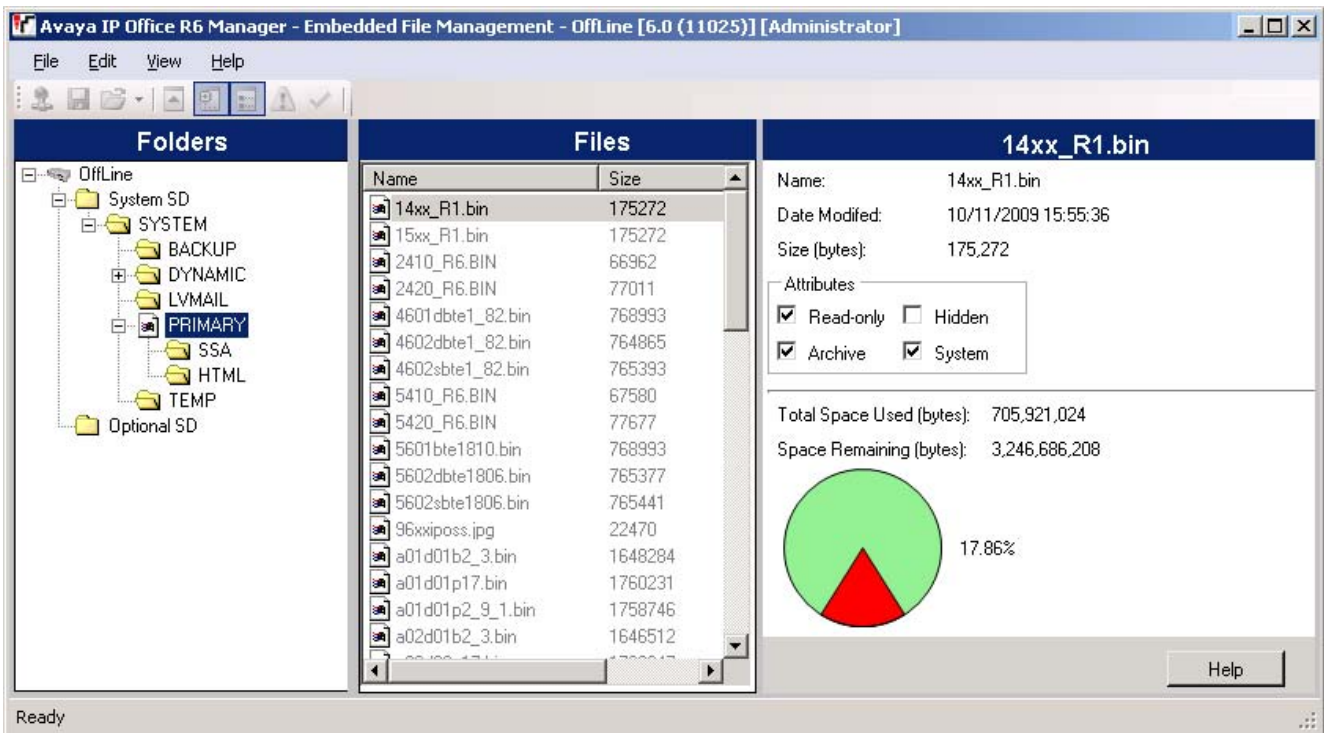 Avaya IP Office R6 Manager - Embedded File Management - OffLine [6.0 (11025)] [Administrator]
File Edit View Help
Folders
OffLine
System SD
SYSTEM
BACKUP
DYNAMIC
LVMAIL
PRIMARY
SSA
HTML
TEMP
Optional SD
Files
Name Size
14xx_R1.bin 175272
15xx_R1.bin 175272
2410_R6.BIN 66962
2420_R6.BIN 77011
4601dbte1_82.bin 768993
4602dbte1_82.bin 764865
4602sbte1_82.bin 765393
5410_R6.BIN 67580
5420_R6.BIN 77677
5601bte1810.bin 768993
5602dbte1806.bin 765377
5602sbte1806.bin 765441
96xxiposs.jpg 22470
a01d01b2_3.bin 1648284
a01d01p17.bin 1760231
a01d01p2_9_1.bin 1758746
a02d01b2_3.bin 1646512
14xx_R1.bin
Name: 14xx_R1.bin
Date Modifed: 10/11/2009 15:55:36
Size (bytes): 175,272
Attributes
Read-only Hidden
Archive System
Total Space Used (bytes): 705,921,024
Space Remaining (bytes): 3,246,686,208
17.86%
Help
Ready